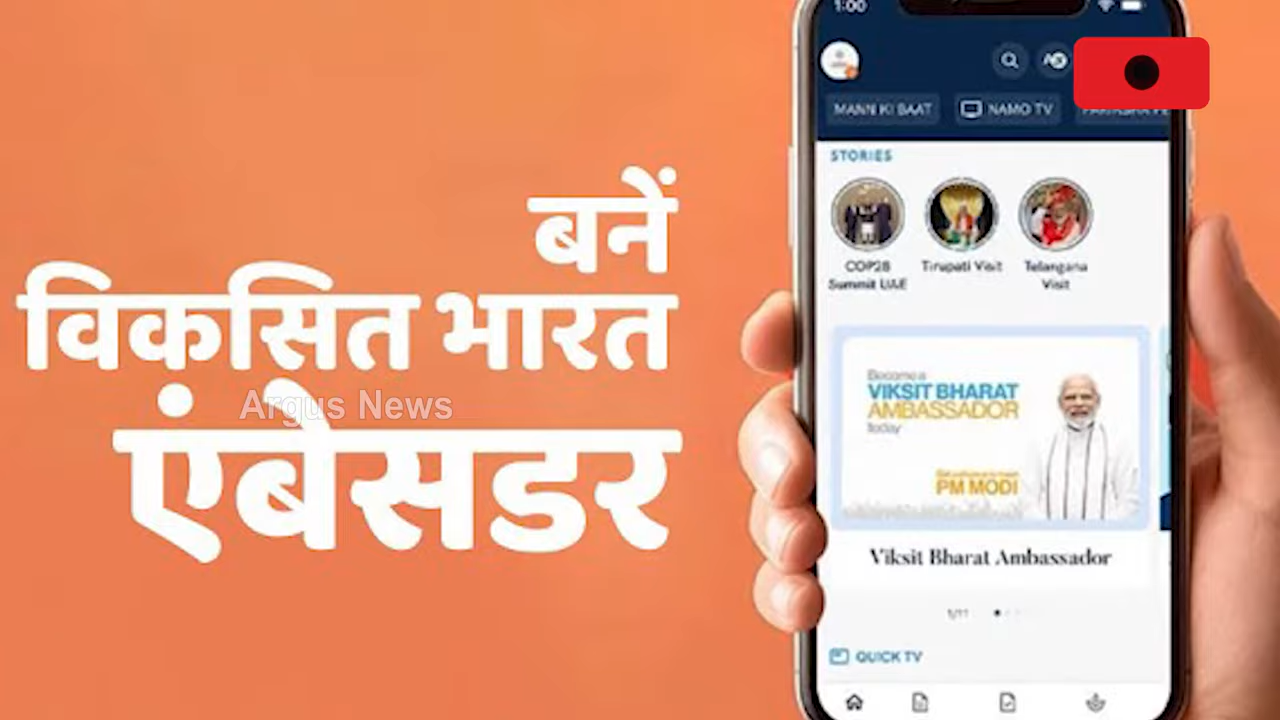 बनें
विकसित भारत
एंबेसडर
Argus News
1:00
MANN KI BAAT
NAMO TV
STORIES
COP28
Summit UAE
Tirupati Visit
Telangana
Visit
Become a
VIKSIT BHARAT
AMBASSADOR
today
PM MODI
Viksit Bharat Ambassador
1/11
QUICK TV